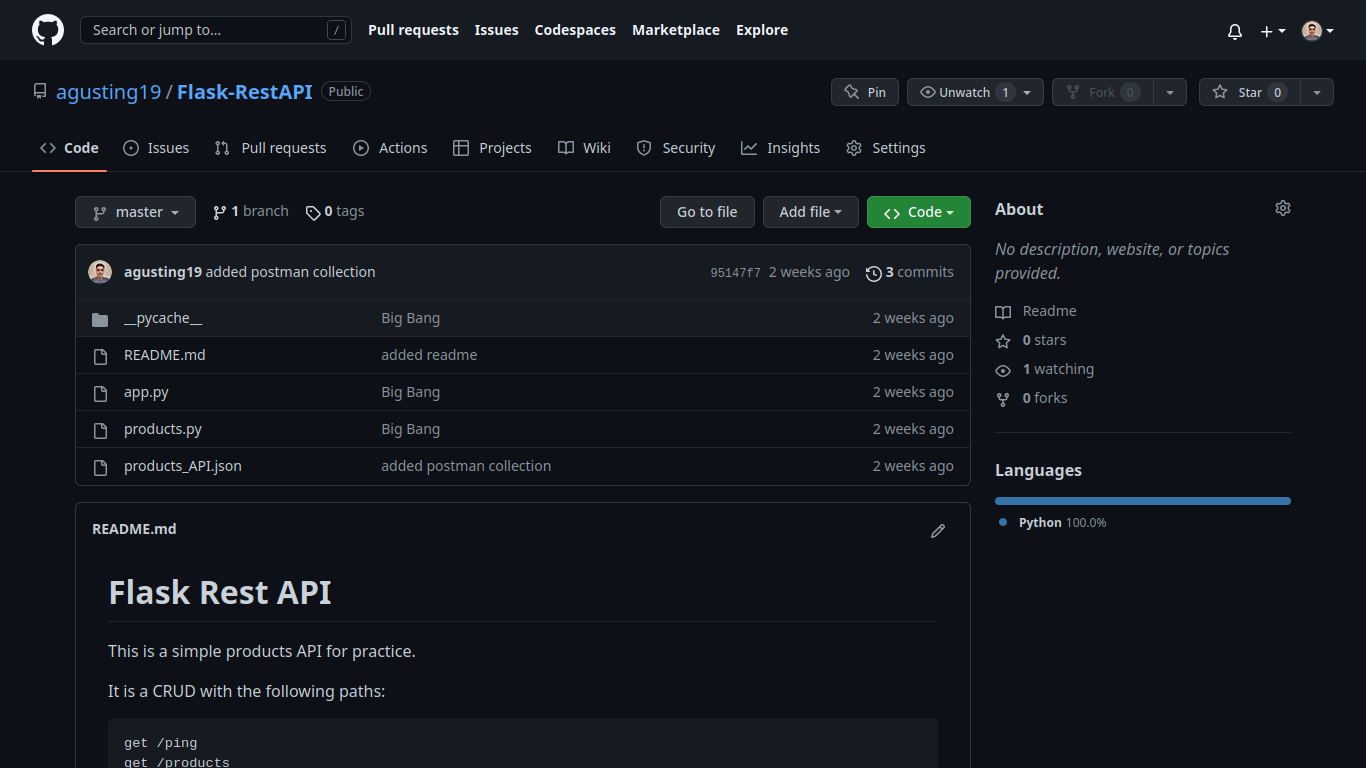 Search or jump to... /
Pull requests Issues Codespaces Marketplace Explore
agusting19 / Flask-RestAPI Public
Pin Unwatch 1 Fork 0 Star 0
Code Issues Pull requests Actions Projects Wiki Security Insights Settings
master 1 branch 0 tags Go to file Add file Code
agusting19 added postman collection 95147f7 2 weeks ago 3 commits
__pycache__ Big Bang 2 weeks ago
README.md added readme 2 weeks ago
app.py Big Bang 2 weeks ago
products.py Big Bang 2 weeks ago
products_API.json added postman collection 2 weeks ago
README.md
Flask Rest API
This is a simple products API for practice.
It is a CRUD with the following paths:
get /ping
get /products
About
No description, website, or topics
provided.
Readme
0 stars
1 watching
0 forks
Languages
Python 100.0%